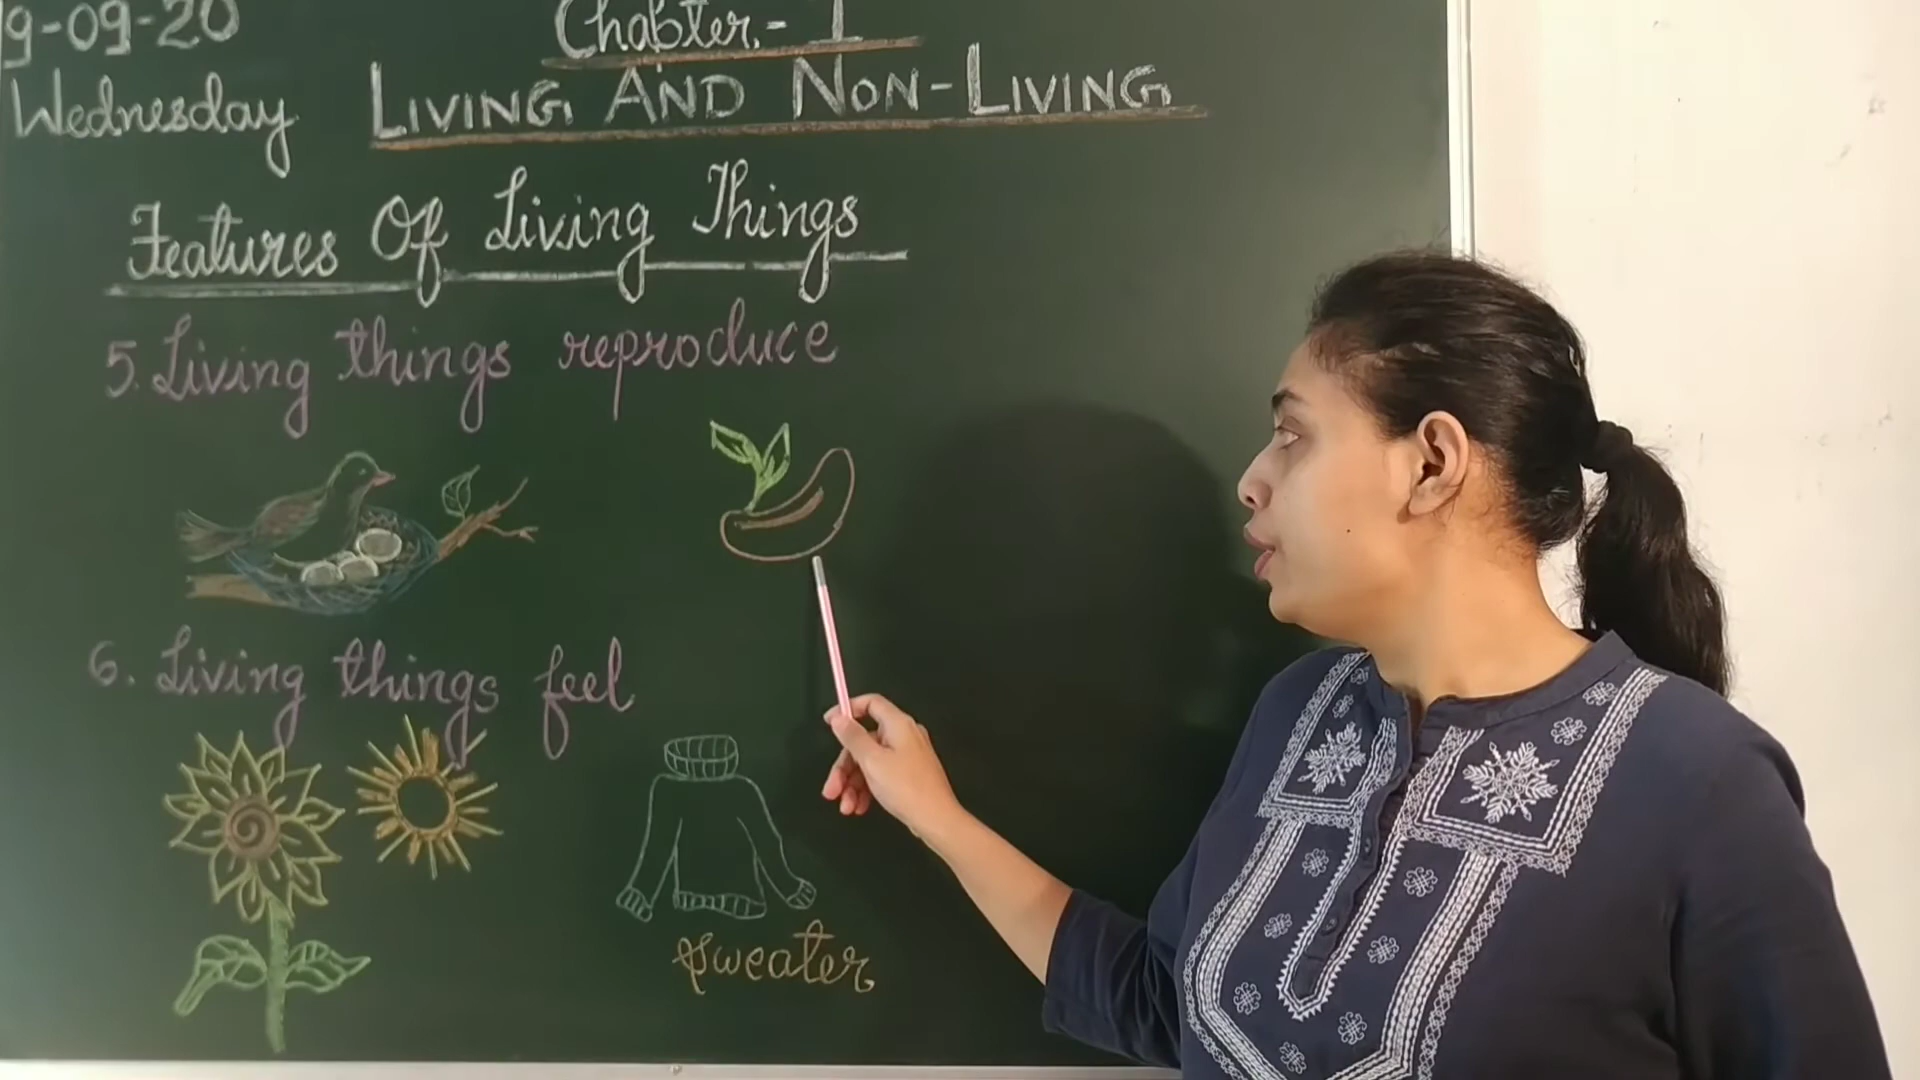 9-09-20
Chapter.- 1
Wednesday
LIVING AND NON-LIVING
Features Of Living Things
5. Living things reproduce
6. Living things feel
sweater